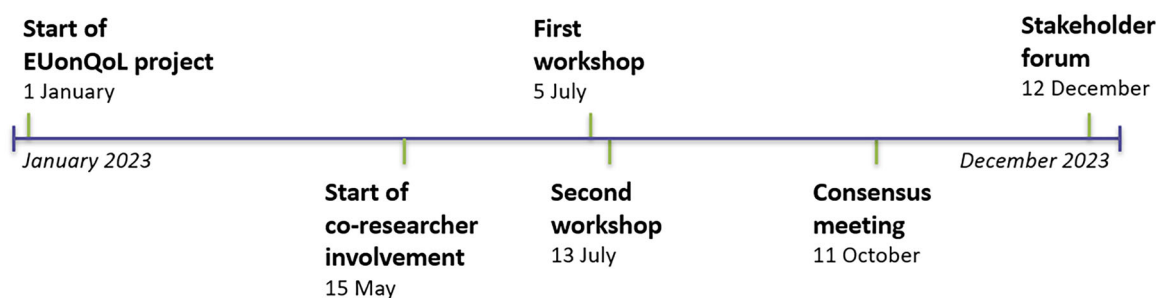 Start of
EUonQoL project
1 January
First
workshop
5 July
Stakeholder
forum
12 December
January 2023
December 2023
Start of
co-researcher
involvement
15 May
Second
workshop
13 July
Consensus
meeting
11 October